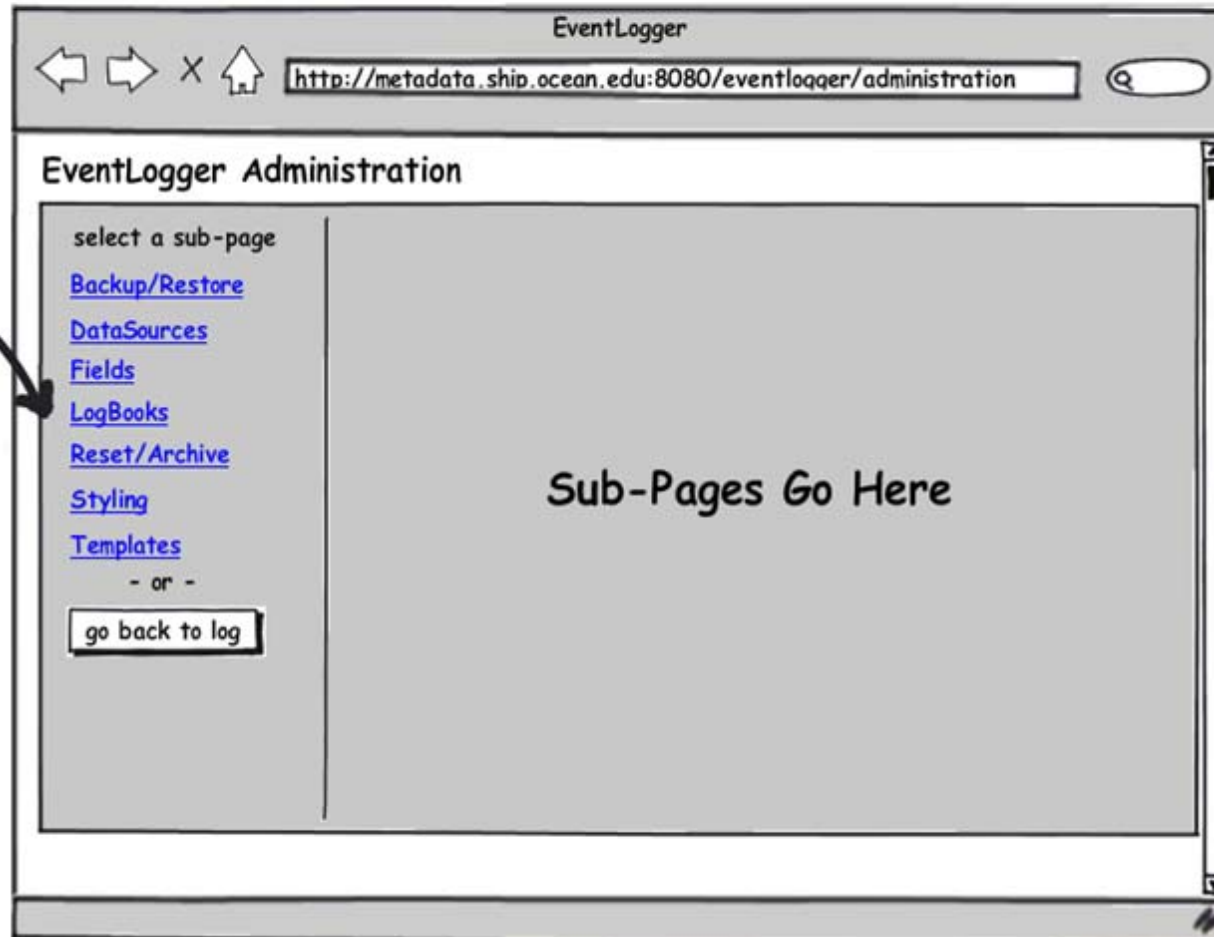 EventLogger
http://metadata.ship.ocean.edu:8080/eventlogger/administration
EventLogger Administration
select a sub-page
Backup/Restore
DataSources
Fields
LogBooks
Reset/Archive
Styling
Templates
- or -
go back to log
Sub-Pages Go Here